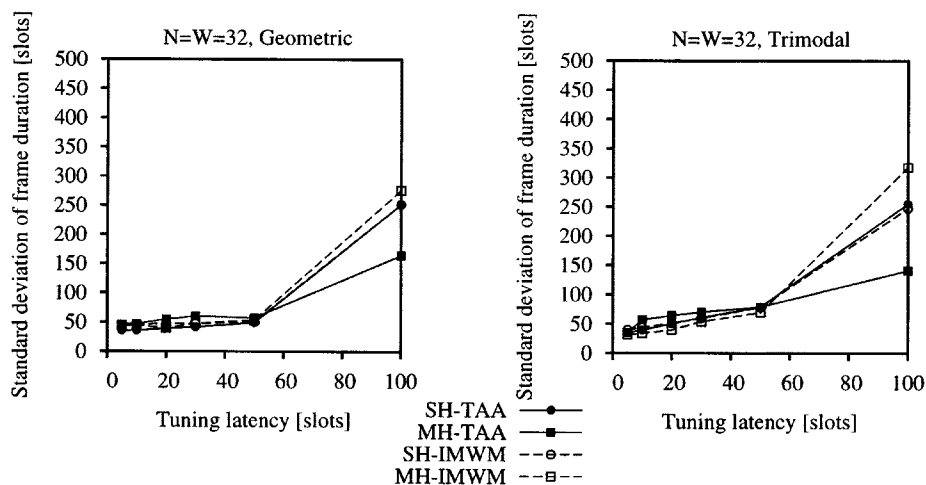 N=W=32, Geometric
Standard deviation of frame duration [slots]
500
450
400
350
300
250
200
150
100
50
0
0 20 40 60 80 100
Tuning latency [slots]
N=W=32, Trimodal
Standard deviation of frame duration [slots]
500
450
400
350
300
250
200
150
100
50
0
0 20 40 60 80 100
Tuning latency [slots]
SH-TAA
MH-TAA
SH-IMWM
MH-IMWM